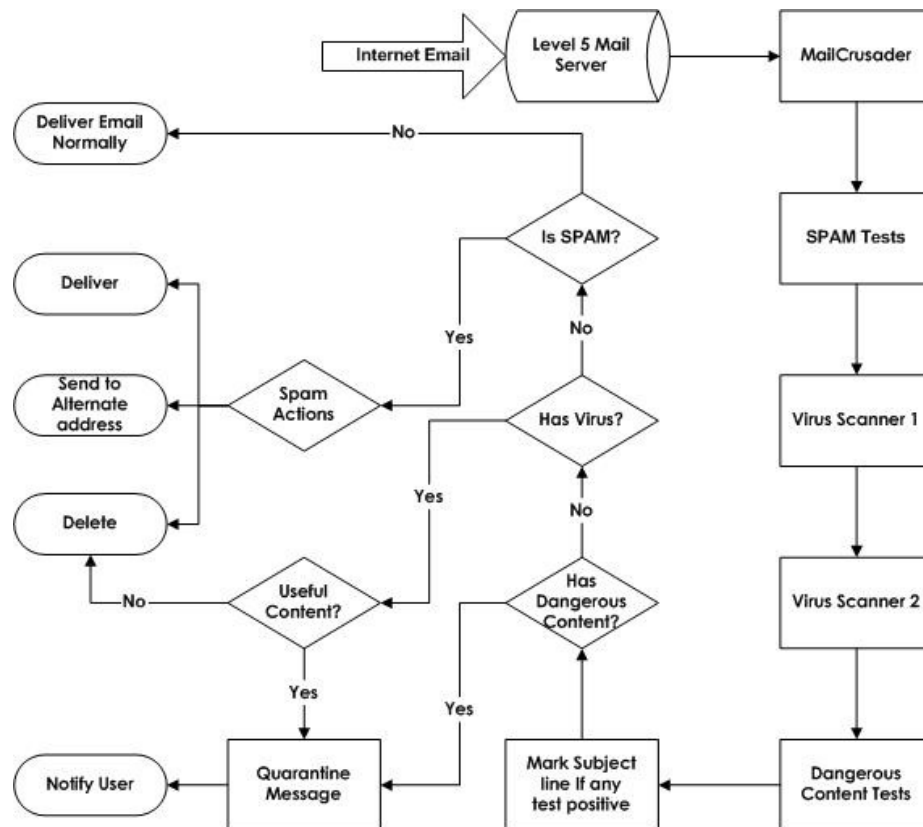 Internet Email
Level 5 Mail
Server
MailCrusader
Deliver Email
Normally
No
Is SPAM?
SPAM Tests
Deliver
Yes
No
Send to
Alternate
address
Spam
Actions
Has Virus?
Virus Scanner 1
Yes
No
Delete
No
Useful
Content?
Has
Dangerous
Content?
Virus Scanner 2
Yes
Yes
Notify User
Quarantine
Message
Mark Subject
line If any
test positive
Dangerous
Content Tests